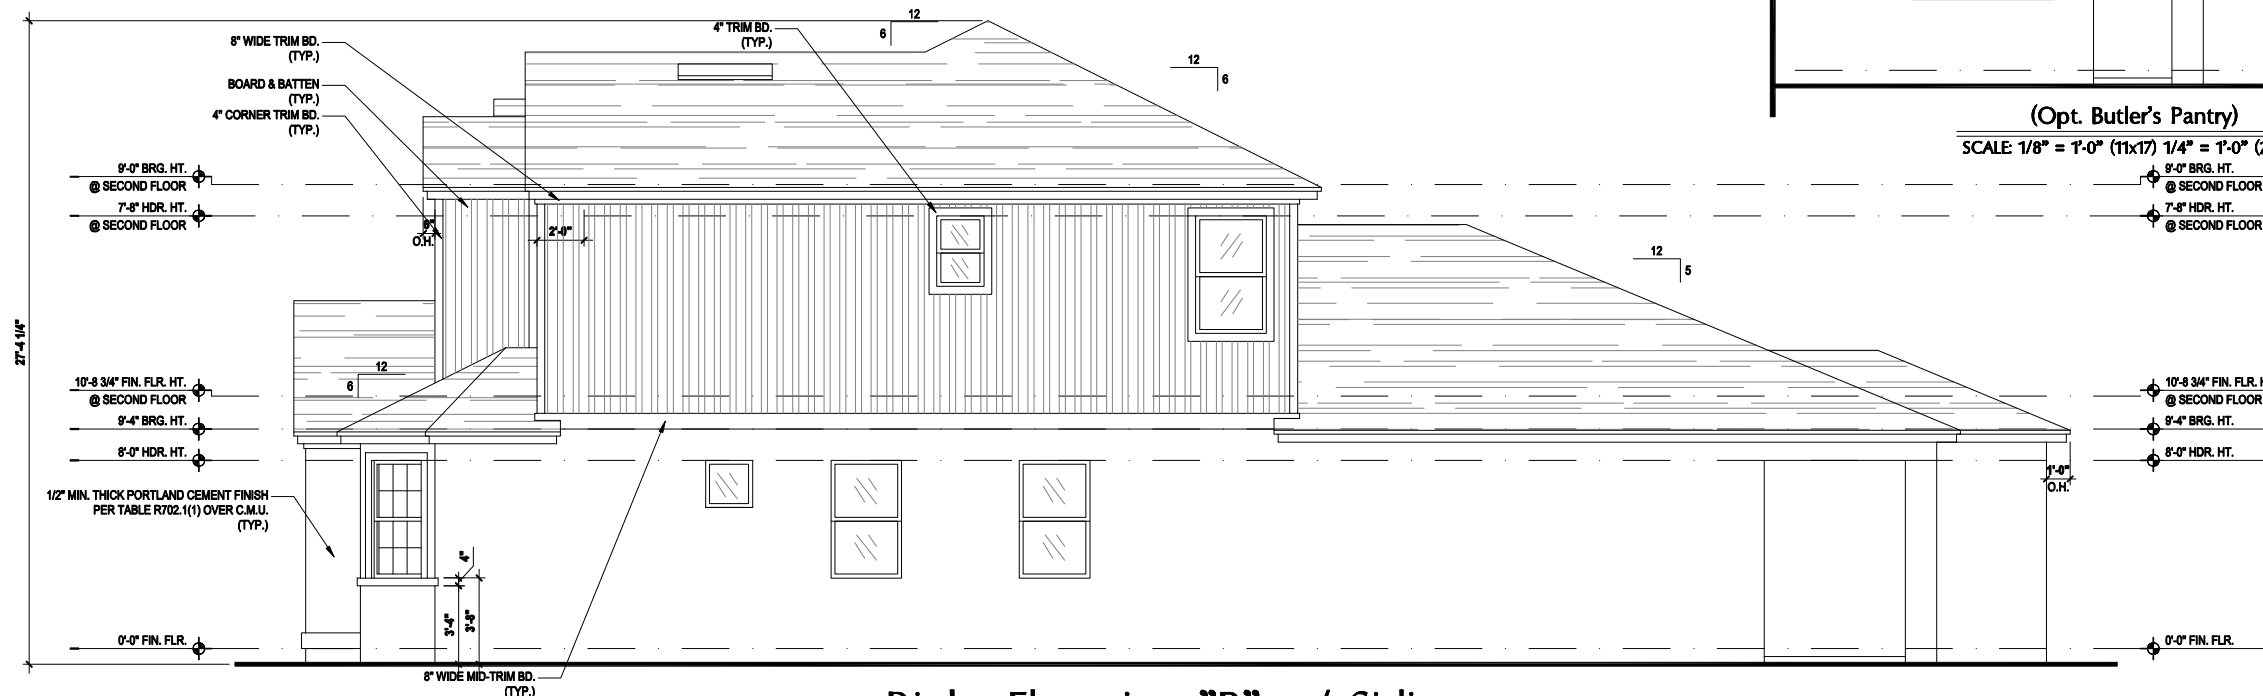 12
6
12
6
4" TRIM BD.
(TYP.)
8" WIDE TRIM BD.
(TYP.)
BOARD & BATTEN
(TYP.)
4" CORNER TRIM BD.
(TYP.)
(Opt. Butler's Pantry)
SCALE: 1/8" = 1'-0" (11x17) 1/4" = 1'-0"
9'-0" BRG. HT.
@ SECOND FLOOR
7'-8" HDR. HT.
@ SECOND FLOOR
O.H.
2'-0"
9'-0" BRG. HT.
@ SECOND FLOOR
7'-8" HDR. HT.
@ SECOND FLOOR
12
5
27'-4 1/4"
12
6
10'-8 3/4" FIN. FLR. HT.
@ SECOND FLOOR
9'-4" BRG. HT.
8'-0" HDR. HT.
10'-8 3/4" FIN. FLR.
@ SECOND FLOOR
9'-4" BRG. HT.
8'-0" HDR. HT.
1'-0"
O.H.
1/2" MIN. THICK PORTLAND CEMENT FINISH
PER TABLE R702.1(1) OVER C.M.U.
(TYP.)
4"
3'-4"
3'-8"
0'-0" FIN. FLR.
0'-0" FIN. FLR.
8" WIDE MID-TRIM BD.
(TYP.)